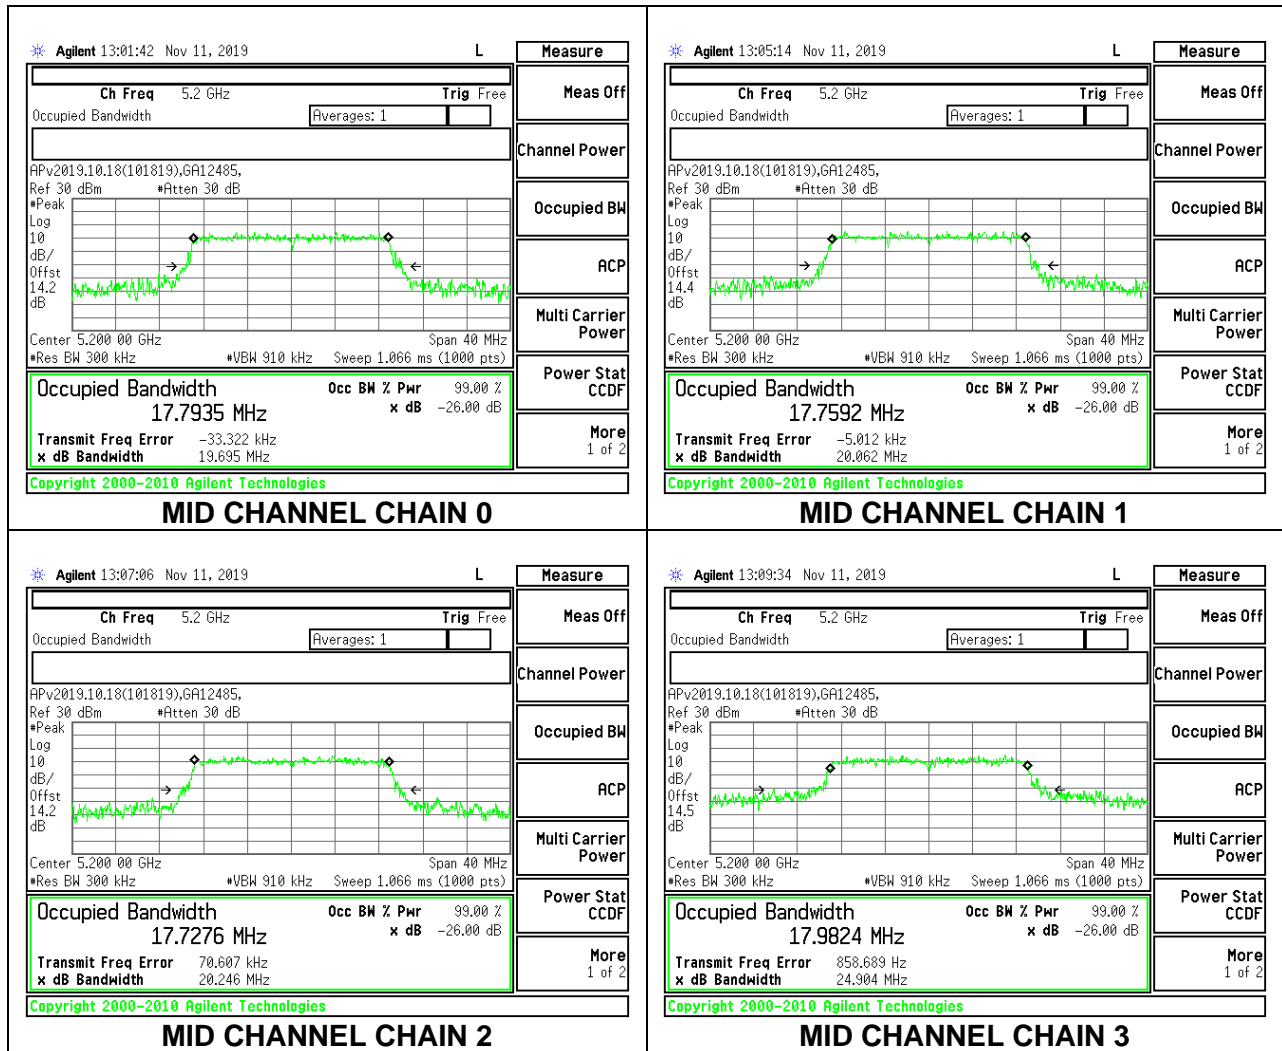 Agilent 13:01:42 Nov 11, 2019 L Measure
Ch Freq 5.2 GHz Trig Free Meas Off
Occupied Bandwidth Averages: 1
Channel Power
APv2019.10.18(101819),GA12485,
Ref 30 dBm #Atten 30 dB
#Peak
Log
10
dB/
Offst
14.2
dB
Occupied BW
ACP
Multi Carrier
Power
Center 5.200 00 GHz Span 40 MHz
#Res BW 300 kHz #VBW 910 kHz Sweep 1.066 ms (1000 pts)
Power Stat
CCDF
Occupied Bandwidth Occ BW % Pwr 99.00 %
17.7935 MHz x dB -26.00 dB
Transmit Freq Error -33.322 kHz
x dB Bandwidth 19.695 MHz
More
1 of 2
Copyright 2000-2010 Agilent Technologies
MID CHANNEL CHAIN 0
Agilent 13:05:14 Nov 11, 2019 L Measure
Ch Freq 5.2 GHz Trig Free Meas Off
Occupied Bandwidth Averages: 1
Channel Power
APv2019.10.18(101819),GA12485,
Ref 30 dBm #Atten 30 dB
#Peak
Log
10
dB/
Offst
14.4
dB
Occupied BW
ACP
Multi Carrier
Power
Center 5.200 00 GHz Span 40 MHz
#Res BW 300 kHz #VBW 910 kHz Sweep 1.066 ms (1000 pts)
Power Stat
CCDF
Occupied Bandwidth Occ BW % Pwr 99.00 %
17.7592 MHz x dB -26.00 dB
Transmit Freq Error -5.012 kHz
x dB Bandwidth 20.062 MHz
More
1 of 2
Copyright 2000-2010 Agilent Technologies
MID CHANNEL CHAIN 1
Agilent 13:07:06 Nov 11, 2019 L Measure
Ch Freq 5.2 GHz Trig Free Meas Off
Occupied Bandwidth Averages: 1
Channel Power
APv2019.10.18(101819),GA12485,
Ref 30 dBm #Atten 30 dB
#Peak
Log
10
dB/
Offst
14.2
dB
Occupied BW
ACP
Multi Carrier
Power
Center 5.200 00 GHz Span 40 MHz
#Res BW 300 kHz #VBW 910 kHz Sweep 1.066 ms (1000 pts)
Power Stat
CCDF
Occupied Bandwidth Occ BW % Pwr 99.00 %
17.7276 MHz x dB -26.00 dB
Transmit Freq Error 70.607 kHz
x dB Bandwidth 20.246 MHz
More
1 of 2
Copyright 2000-2010 Agilent Technologies
MID CHANNEL CHAIN 2
Agilent 13:09:34 Nov 11, 2019 L Measure
Ch Freq 5.2 GHz Trig Free Meas Off
Occupied Bandwidth Averages: 1
Channel Power
APv2019.10.18(101819),GA12485,
Ref 30 dBm #Atten 30 dB
#Peak
Log
10
dB/
Offst
14.5
dB
Occupied BW
ACP
Multi Carrier
Power
Center 5.200 00 GHz Span 40 MHz
#Res BW 300 kHz #VBW 910 kHz Sweep 1.066 ms (1000 pts)
Power Stat
CCDF
Occupied Bandwidth Occ BW % Pwr 99.00 %
17.9824 MHz x dB -26.00 dB
Transmit Freq Error 858.689 Hz
x dB Bandwidth 24.904 MHz
More
1 of 2
Copyright 2000-2010 Agilent Technologies
MID CHANNEL CHAIN 3